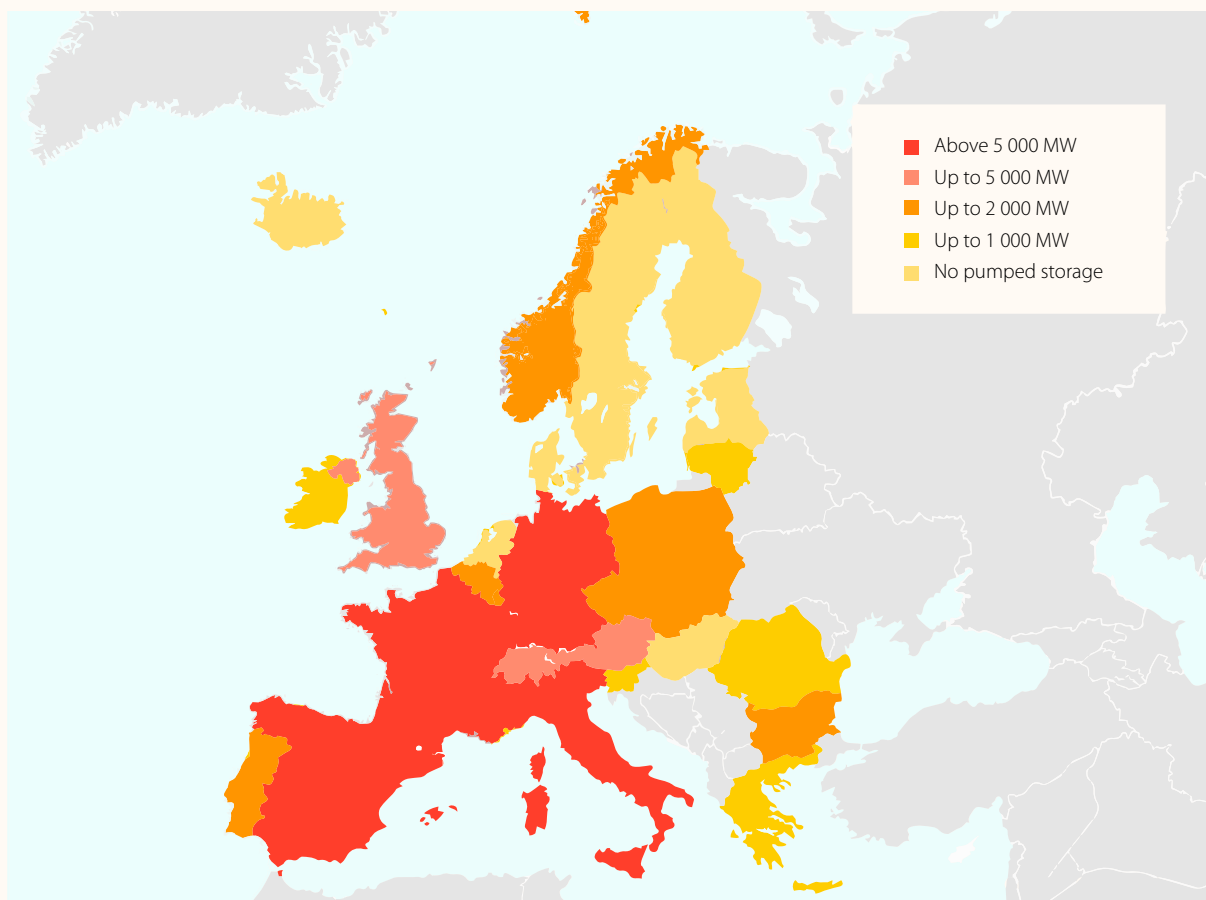 Above 5 000 MW
Up to 5 000 MW
Up to 2 000 MW
Up to 1 000 MW
No pumped storage